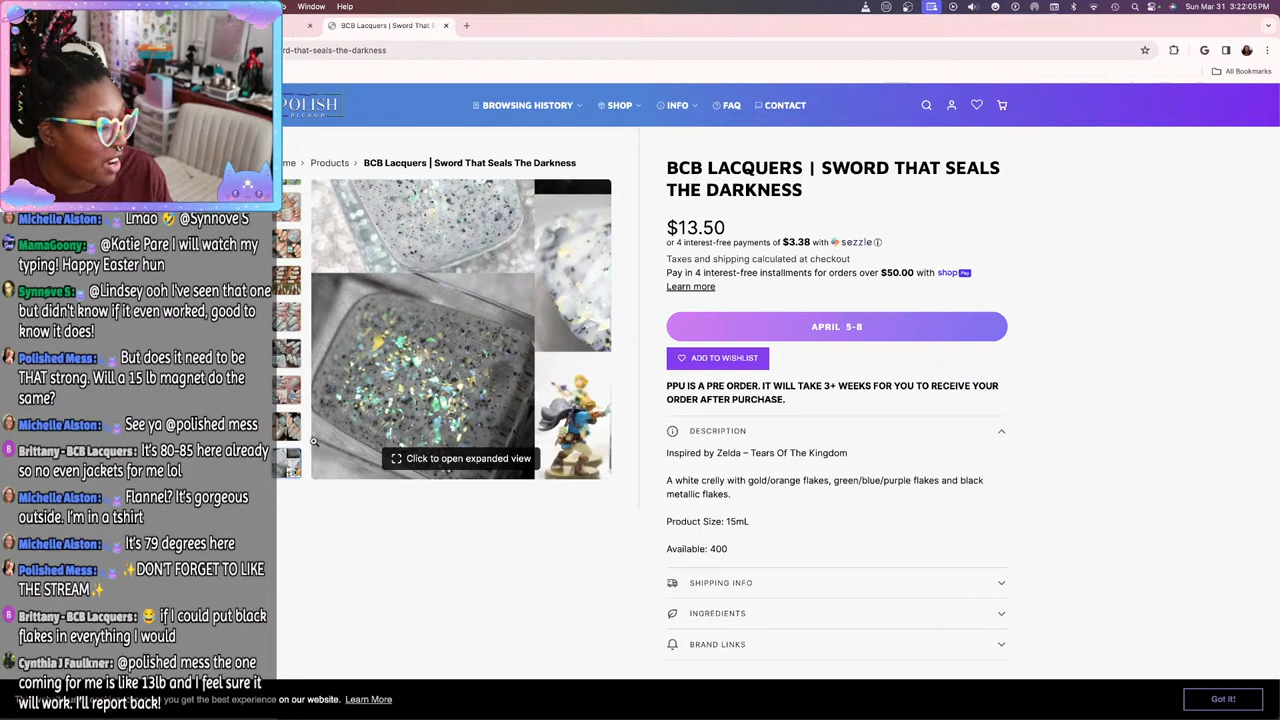 Window Help
Sun Mar 31 3:22:05 PM
BCB Lacquers | Sword That S
rd-that-seals-the-darkness
All Bookmarks
POLISH
PICKUP
BROWSING HISTORY
SHOP
INFO
FAQ
CONTACT
me > Products > BCB Lacquers | Sword That Seals The Darkness
Click to open expanded view
BCB LACQUERS | SWORD THAT SEALS
THE DARKNESS
$13.50
or 4 interest-free payments of $3.38 with sezzle
Taxes and shipping calculated at checkout
Pay in 4 interest-free installments for orders over $50.00 with shop Pay
Learn more
APRIL 5-8
ADD TO WISHLIST
PPU IS A PRE ORDER. IT WILL TAKE 3+ WEEKS FOR YOU TO RECEIVE YOUR
ORDER AFTER PURCHASE.
DESCRIPTION
Inspired by Zelda – Tears Of The Kingdom
A white crelly with gold/orange flakes, green/blue/purple flakes and black
metallic flakes.
Product Size: 15mL
Available: 400
SHIPPING INFO
INGREDIENTS
BRAND LINKS
Michelle Alston: Lmao 🤣 @Synnove S
MamaGoony: @Katie Pare I will watch my
typing! Happy Easter hun
Synnøve S: @Lindsey ooh I've seen that one
but didn't know if it even worked, good to
know it does!
Polished Mess: But does it need to be
THAT strong. Will a 15 lb magnet do the
same?
Michelle Alston: See ya @polished mess
Brittany - BCB Lacquers: It's 80-85 here already
so no even jackets for me lol
Michelle Alston: Flannel? It's gorgeous
outside. I'm in a tshirt
Michelle Alston: It's 79 degrees here
Polished Mess: ✨DON'T FORGET TO LIKE
THE STREAM✨
Brittany - BCB Lacquers: 😂 if I could put black
flakes in everything I would
Cynthia J Faulkner: @polished mess the one
coming for me is like 13lb and I feel sure it
will work. I'll report back!
you get the best experience on our website. Learn More
Got it!